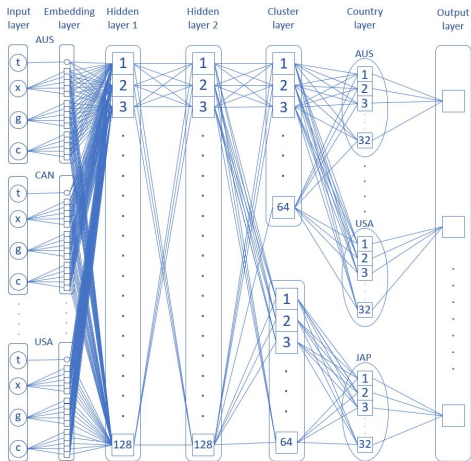 Input layer
Embedding layer
Hidden layer 1
Hidden layer 2
Cluster layer
Country layer
Output layer
AUS
t
x
g
c
CAN
t
x
g
c
USA
t
x
g
c
1
2
3
128
1
2
3
128
1
2
3
64
1
2
3
64
AUS
1
2
3
32
USA
1
2
3
32
JAP
1
2
3
32